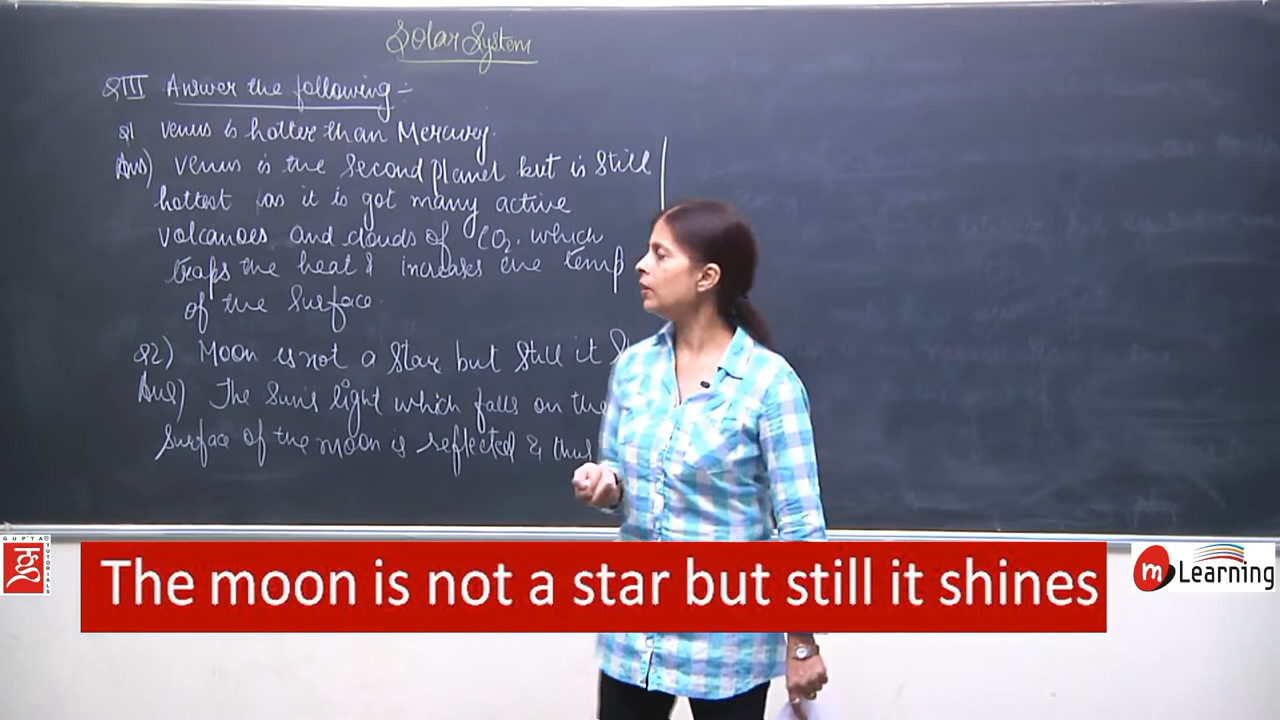 Solar System
QIII Answer the following :-
Q1 Venus is hotter than Mercury.
Ans) Venus is the Second Planet but is Still
hottest as it is got many active
volcanoes and clouds of CO2, which
traps the heat & increases the temp
of the Surface.
Q2) Moon is not a Star but Still it S
Ans) The Sun's light which falls on the
Surface of the moon is reflected & thus
GUPTA
TUTORIALS
The moon is not a star but still it shines
m Learning